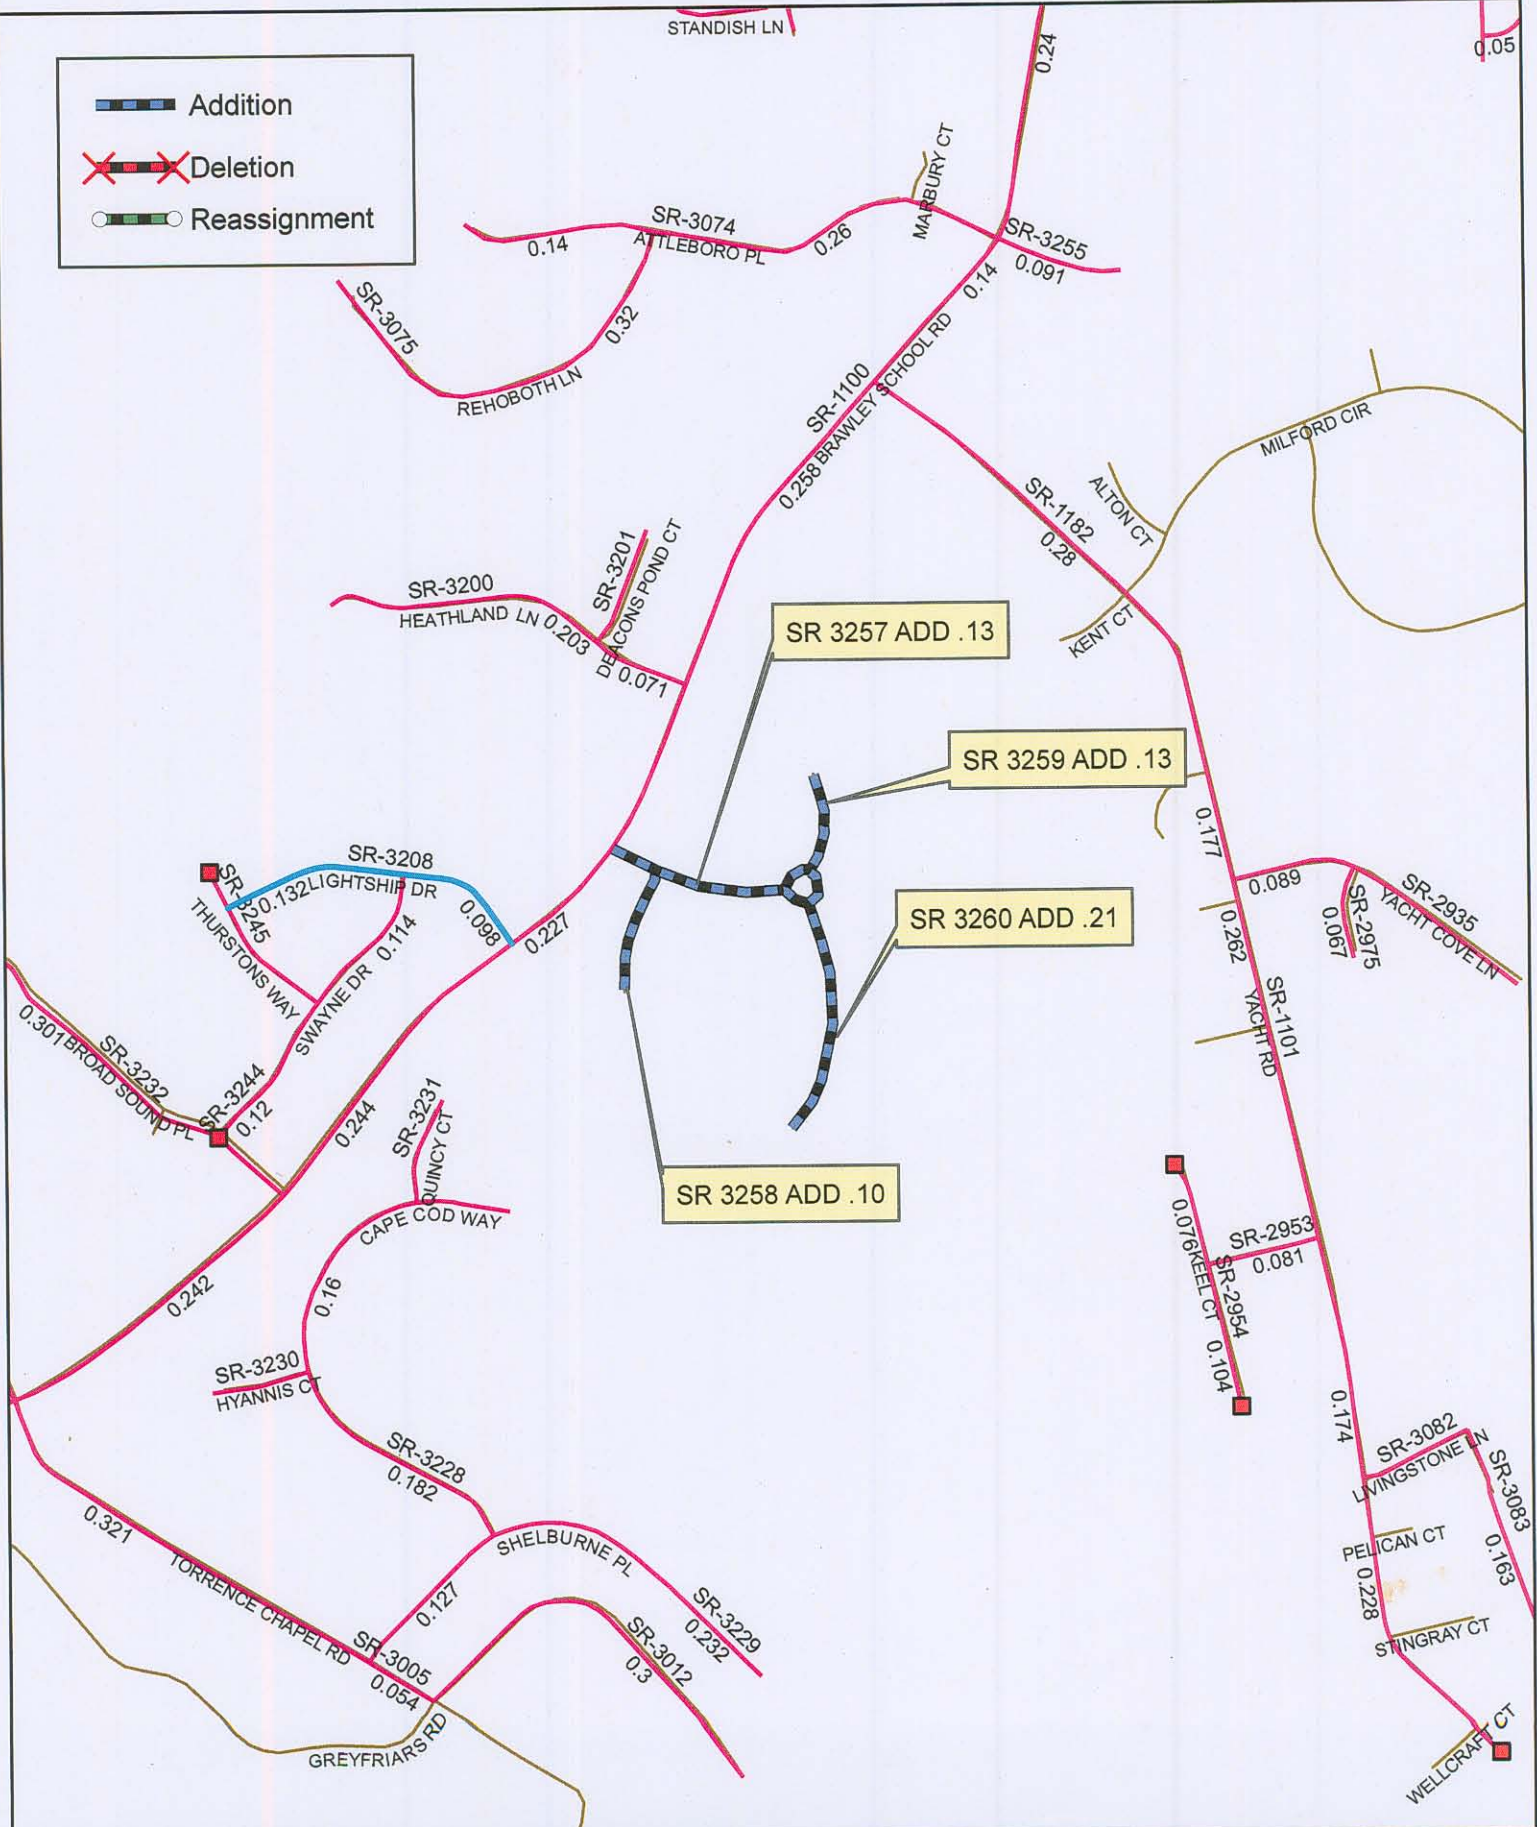 STANDISH LN
0.24
0.05
Addition
Deletion
Reassignment
MARBURY CT
SR-3074
ATTLEBORO PL
0.14
0.26
SR-3255
0.091
0.14
SR-3075
0.32
REHOBOTH LN
SR-1100
0.258 BRAWLEY SCHOOL RD
MILFORD CIR
ALTON CT
SR-1182
0.28
KENT CT
SR-3201
DEACONS POND CT
SR-3200
HEATHLAND LN 0.203
0.071
SR 3257 ADD .13
SR 3259 ADD .13
SR 3260 ADD .21
SR 3258 ADD .10
0.177
0.089
SR-2935
YACHT COVE LN
SR-2975
0.067
0.262
SR-1101
YACHT RD
SR-3208
0.132 LIGHTSHIP DR
0.098
0.227
SR-3245
THURSTONS WAY
0.114
SWAYNE DR
0.301 BROAD SOUND PL
SR-3232
SR-3244
0.12
0.244
SR-3231
QUINCY CT
CAPE COD WAY
0.16
0.242
SR-3230
HYANNIS CT
SR-2953
0.081
0.076 KEEL CT
SR-2954
0.104
0.174
SR-3082
LIVINGSTONE LN
SR-3083
0.163
PELICAN CT
0.228
STINGRAY CT
WELLCRAFT CT
SR-3228
0.182
SHELBURNE PL
0.127
SR-3229
0.232
SR-3012
0.3
0.321
TORRENCE CHAPEL RD
SR-3005
0.054
GREYFRIARS RD